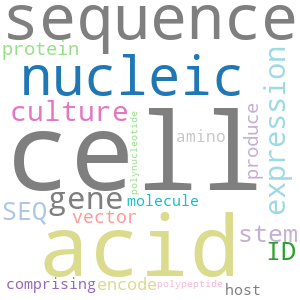 sequence
protein
nucleic
culture
expression
cell
produce
polynucleotide
amino
gene
molecule
SEQ
vector
stem
acid
ID
comprising
encode
polypeptide
host